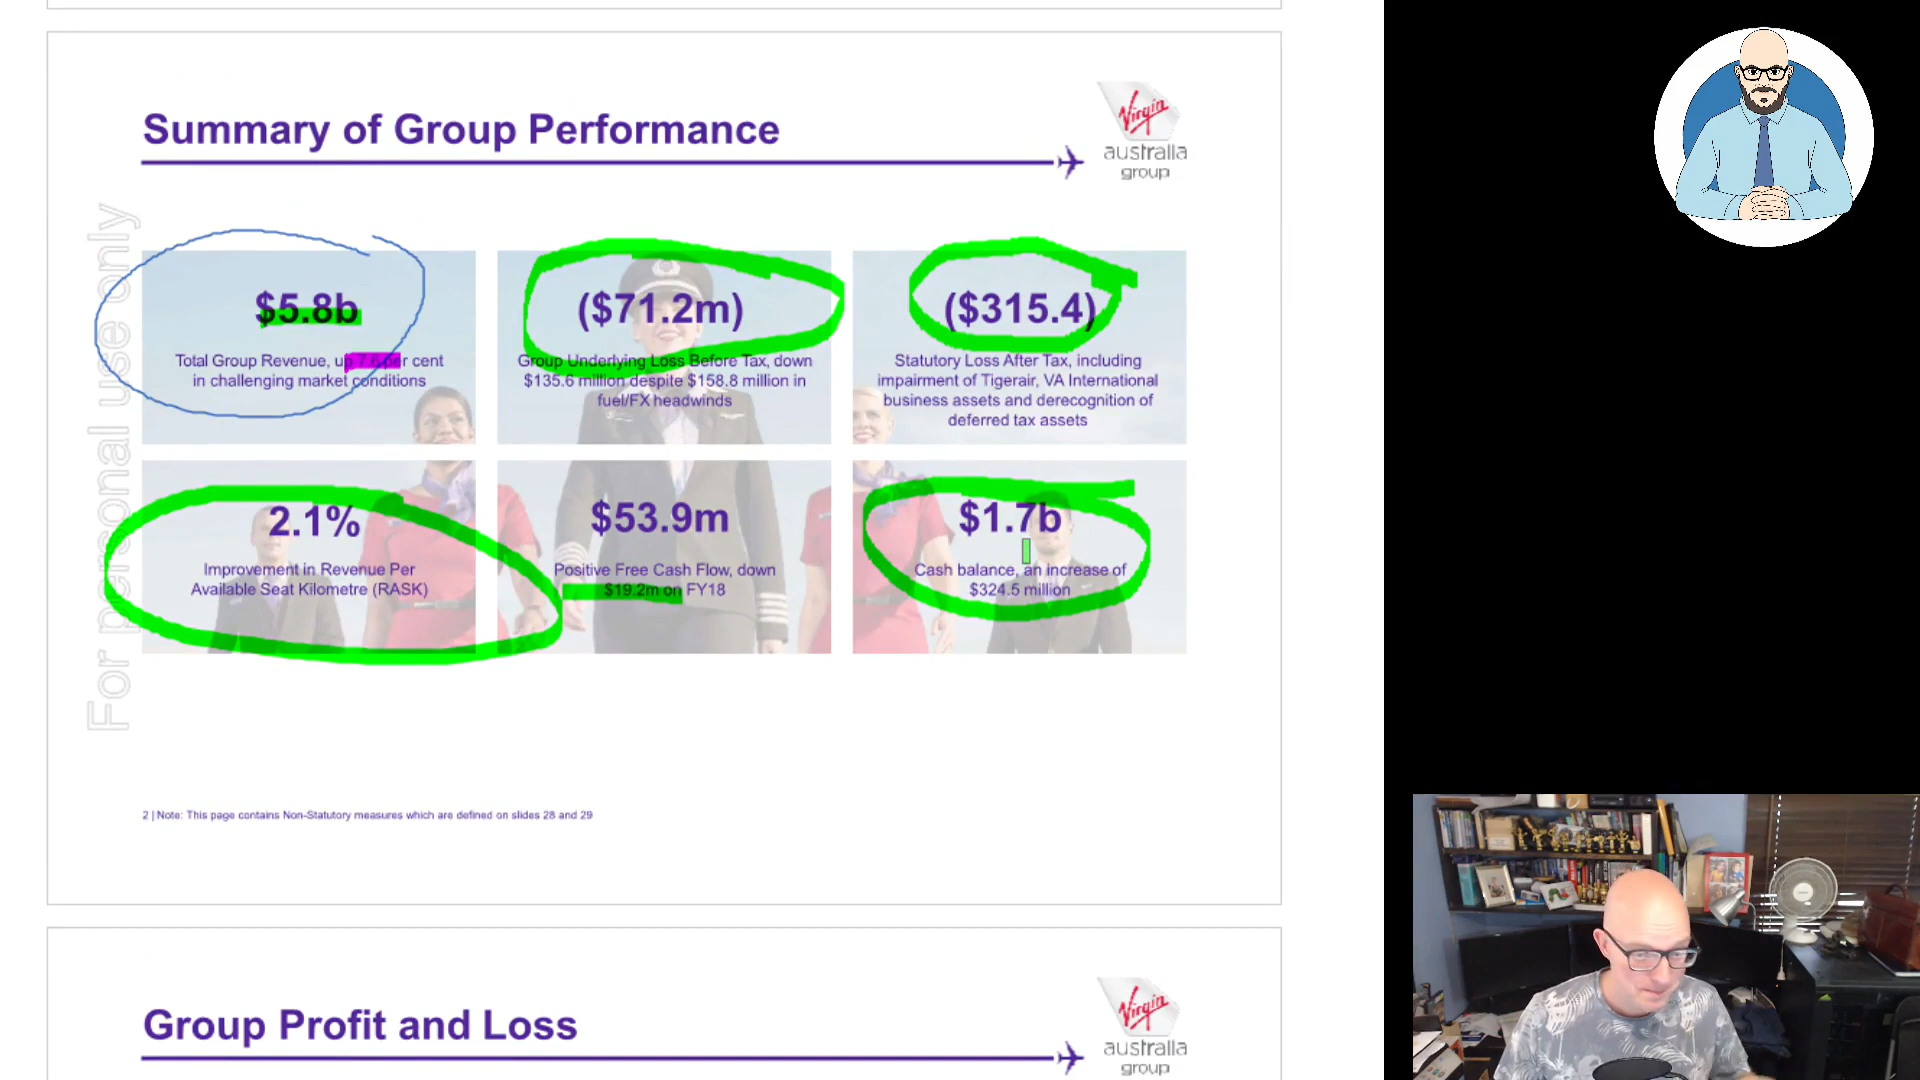 Summary of Group Performance
Virgin
australia
group
For personal use only
$5.8b
Total Group Revenue, up 7.6 per cent
in challenging market conditions
($71.2m)
Group Underlying Loss Before Tax, down
$135.6 million despite $158.8 million in
fuel/FX headwinds
($315.4)
Statutory Loss After Tax, including
impairment of Tigerair, VA International
business assets and derecognition of
deferred tax assets
2.1%
Improvement in Revenue Per
Available Seat Kilometre (RASK)
$53.9m
Positive Free Cash Flow, down
$19.2m on FY18
$1.7b
Cash balance, an increase of
$324.5 million
2 | Note: This page contains Non-Statutory measures which are defined on slides 28 and 29
Group Profit and Loss
Virgin
australia
group